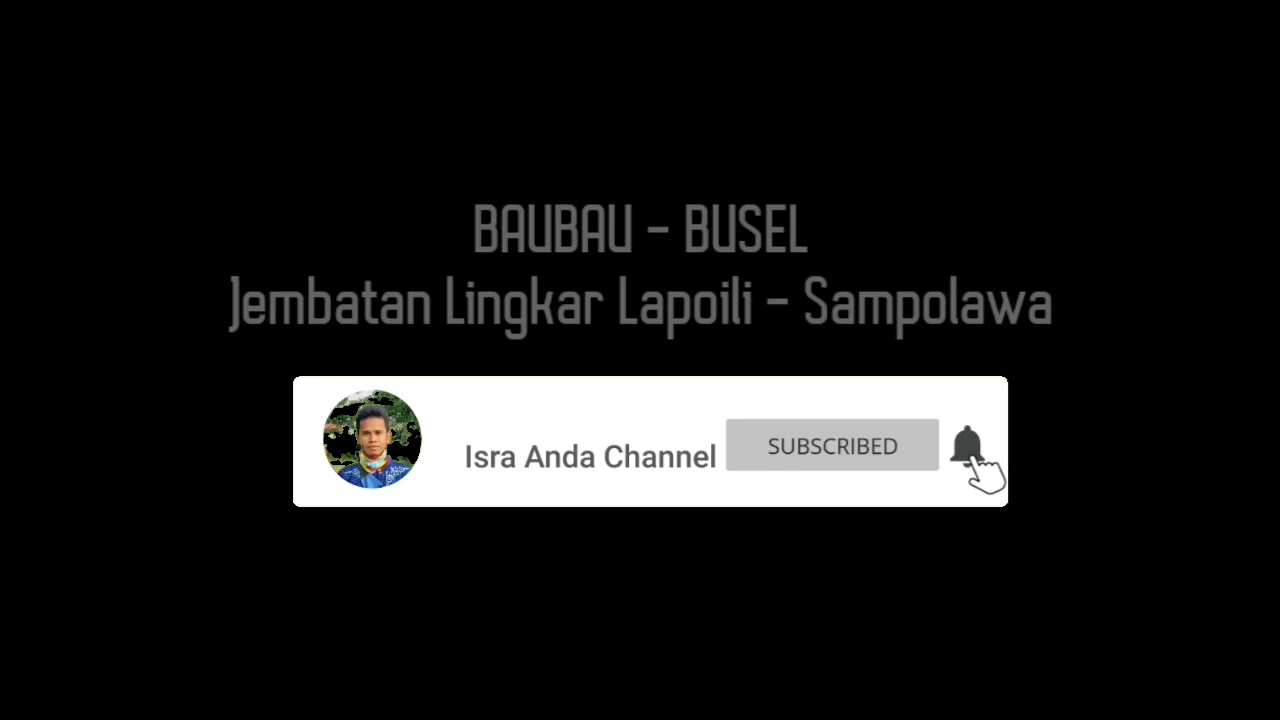 BAUBAU - BUSEL
Jembatan Lingkar Lapoili - Sampolawa
Isra Anda Channel
SUBSCRIBED